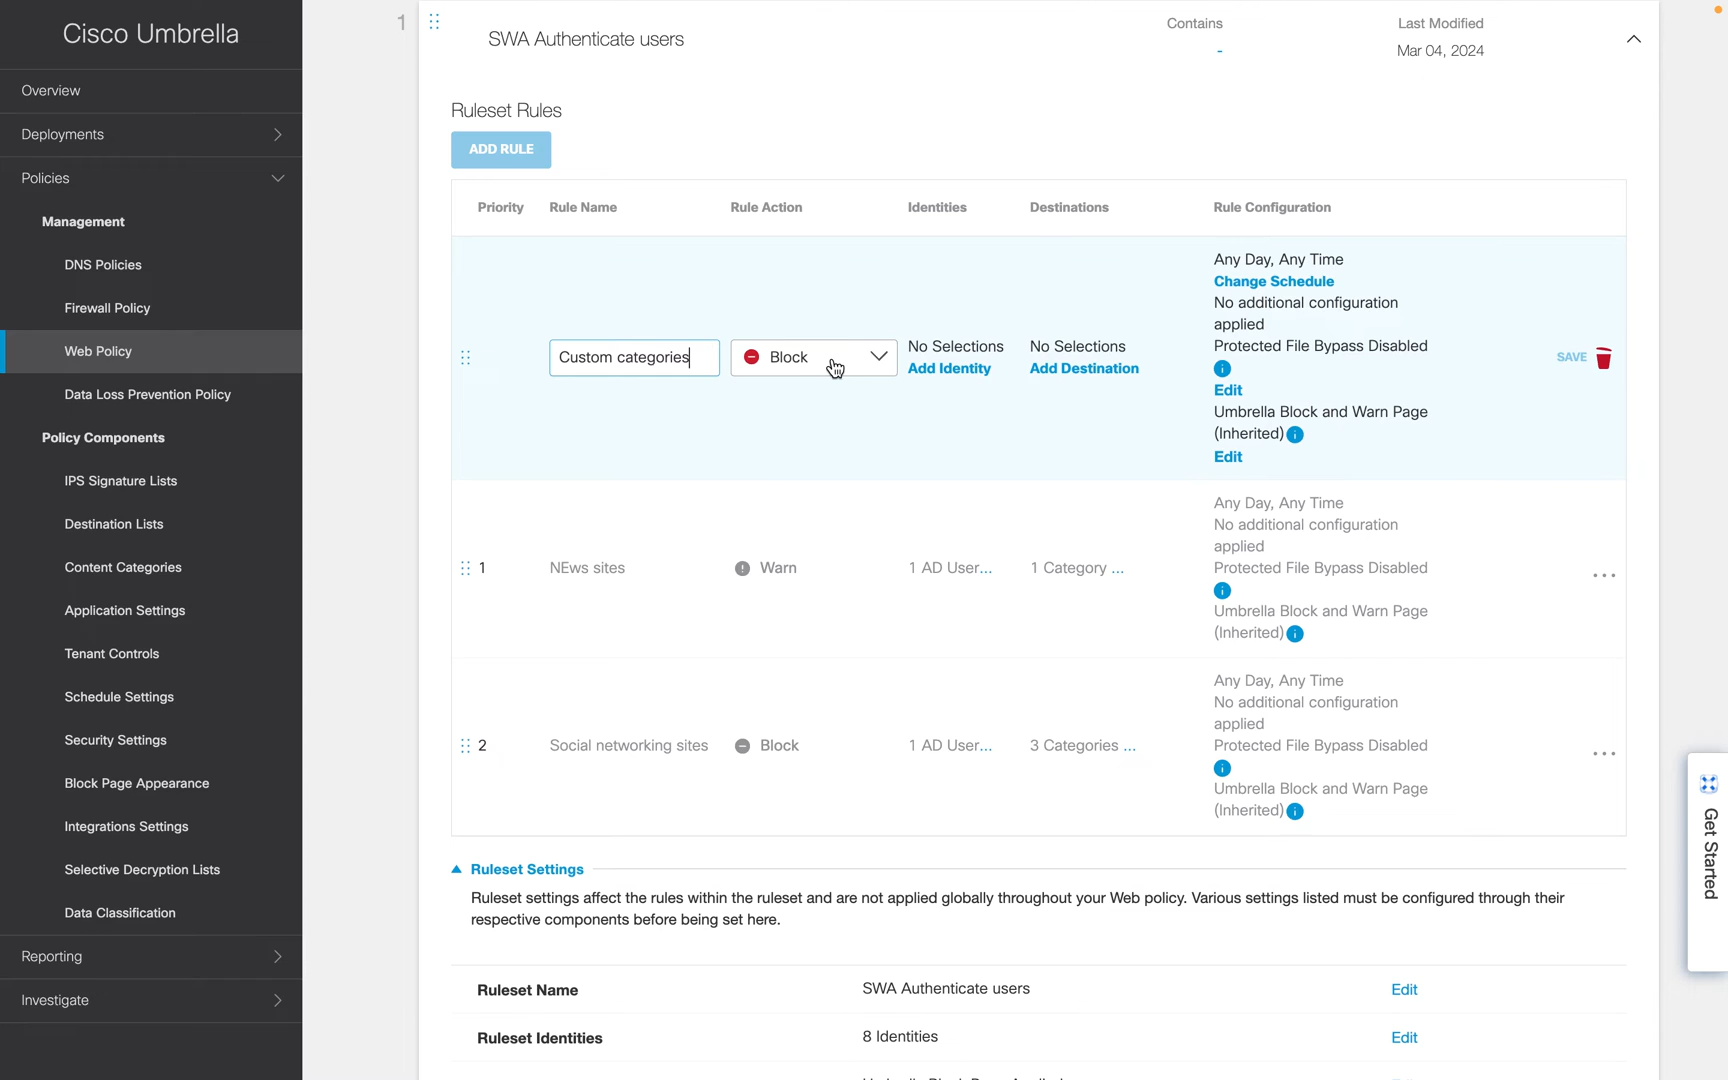 Cisco Umbrella
Overview
Deployments
Policies
Management
DNS Policies
Firewall Policy
Web Policy
Data Loss Prevention Policy
Policy Components
IPS Signature Lists
Destination Lists
Content Categories
Application Settings
Tenant Controls
Schedule Settings
Security Settings
Block Page Appearance
Integrations Settings
Selective Decryption Lists
Data Classification
Reporting
Investigate
1
SWA Authenticate users
Contains
-
Last Modified
Mar 04, 2024
Ruleset Rules
ADD RULE
Priority Rule Name Rule Action Identities Destinations Rule Configuration
Custom categories
Block
No Selections
Add Identity
No Selections
Add Destination
Any Day, Any Time
Change Schedule
No additional configuration
applied
Protected File Bypass Disabled
Edit
Umbrella Block and Warn Page
(Inherited)
Edit
SAVE
1 NEws sites Warn 1 AD User... 1 Category ...
Any Day, Any Time
No additional configuration
applied
Protected File Bypass Disabled
Umbrella Block and Warn Page
(Inherited)
2 Social networking sites Block 1 AD User... 3 Categories ...
Any Day, Any Time
No additional configuration
applied
Protected File Bypass Disabled
Umbrella Block and Warn Page
(Inherited)
Ruleset Settings
Ruleset settings affect the rules within the ruleset and are not applied globally throughout your Web policy. Various settings listed must be configured through their
respective components before being set here.
Ruleset Name SWA Authenticate users Edit
Ruleset Identities 8 Identities Edit
Get Started